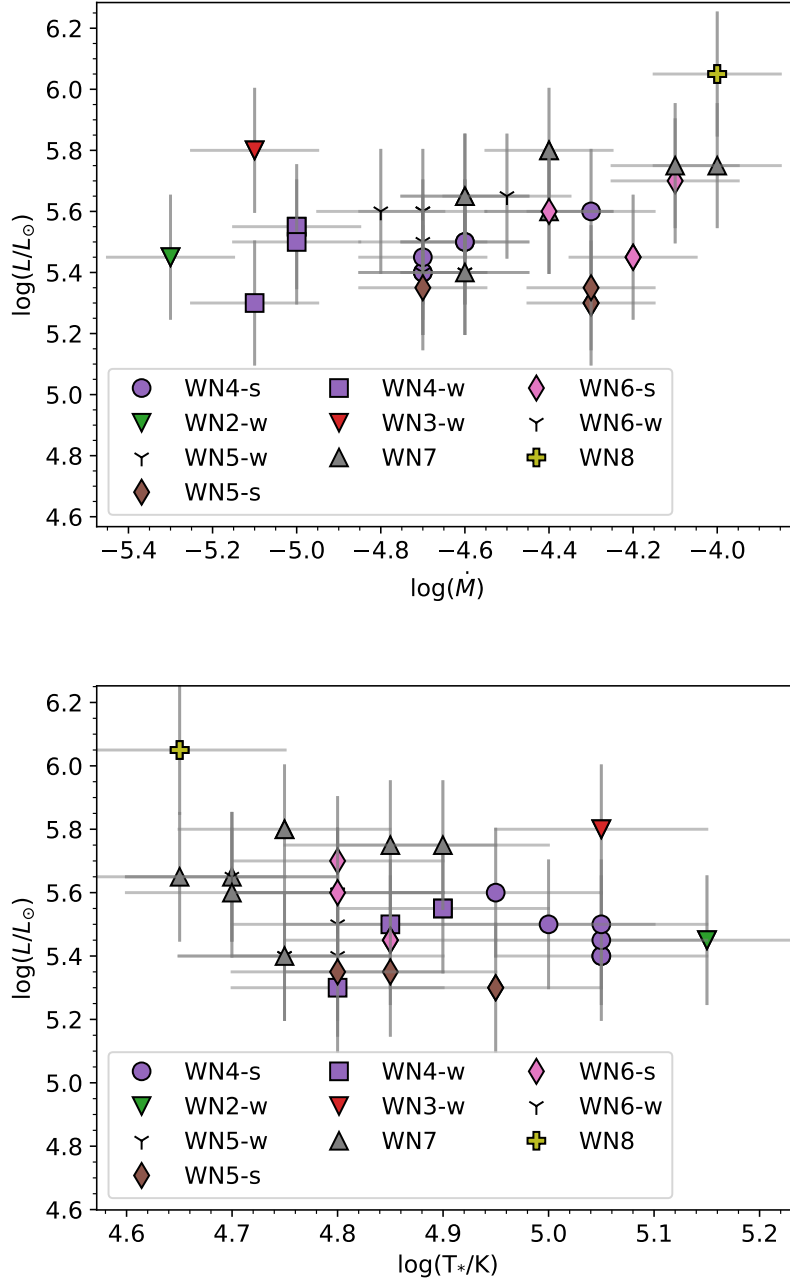 6.2
6.0
5.8
5.6
5.4
5.2
5.0
4.8
4.6
log(L/L☉)
WN4-s WN4-w WN6-s
WN2-w WN3-w WN6-w
WN5-w WN7 WN8
WN5-s
−5.4 −5.2 −5.0 −4.8 −4.6 −4.4 −4.2 −4.0
log(Ṁ)
6.2
6.0
5.8
5.6
5.4
5.2
5.0
4.8
4.6
log(L/L☉)
WN4-s WN4-w WN6-s
WN2-w WN3-w WN6-w
WN5-w WN7 WN8
WN5-s
4.6 4.7 4.8 4.9 5.0 5.1 5.2
log(T*/K)